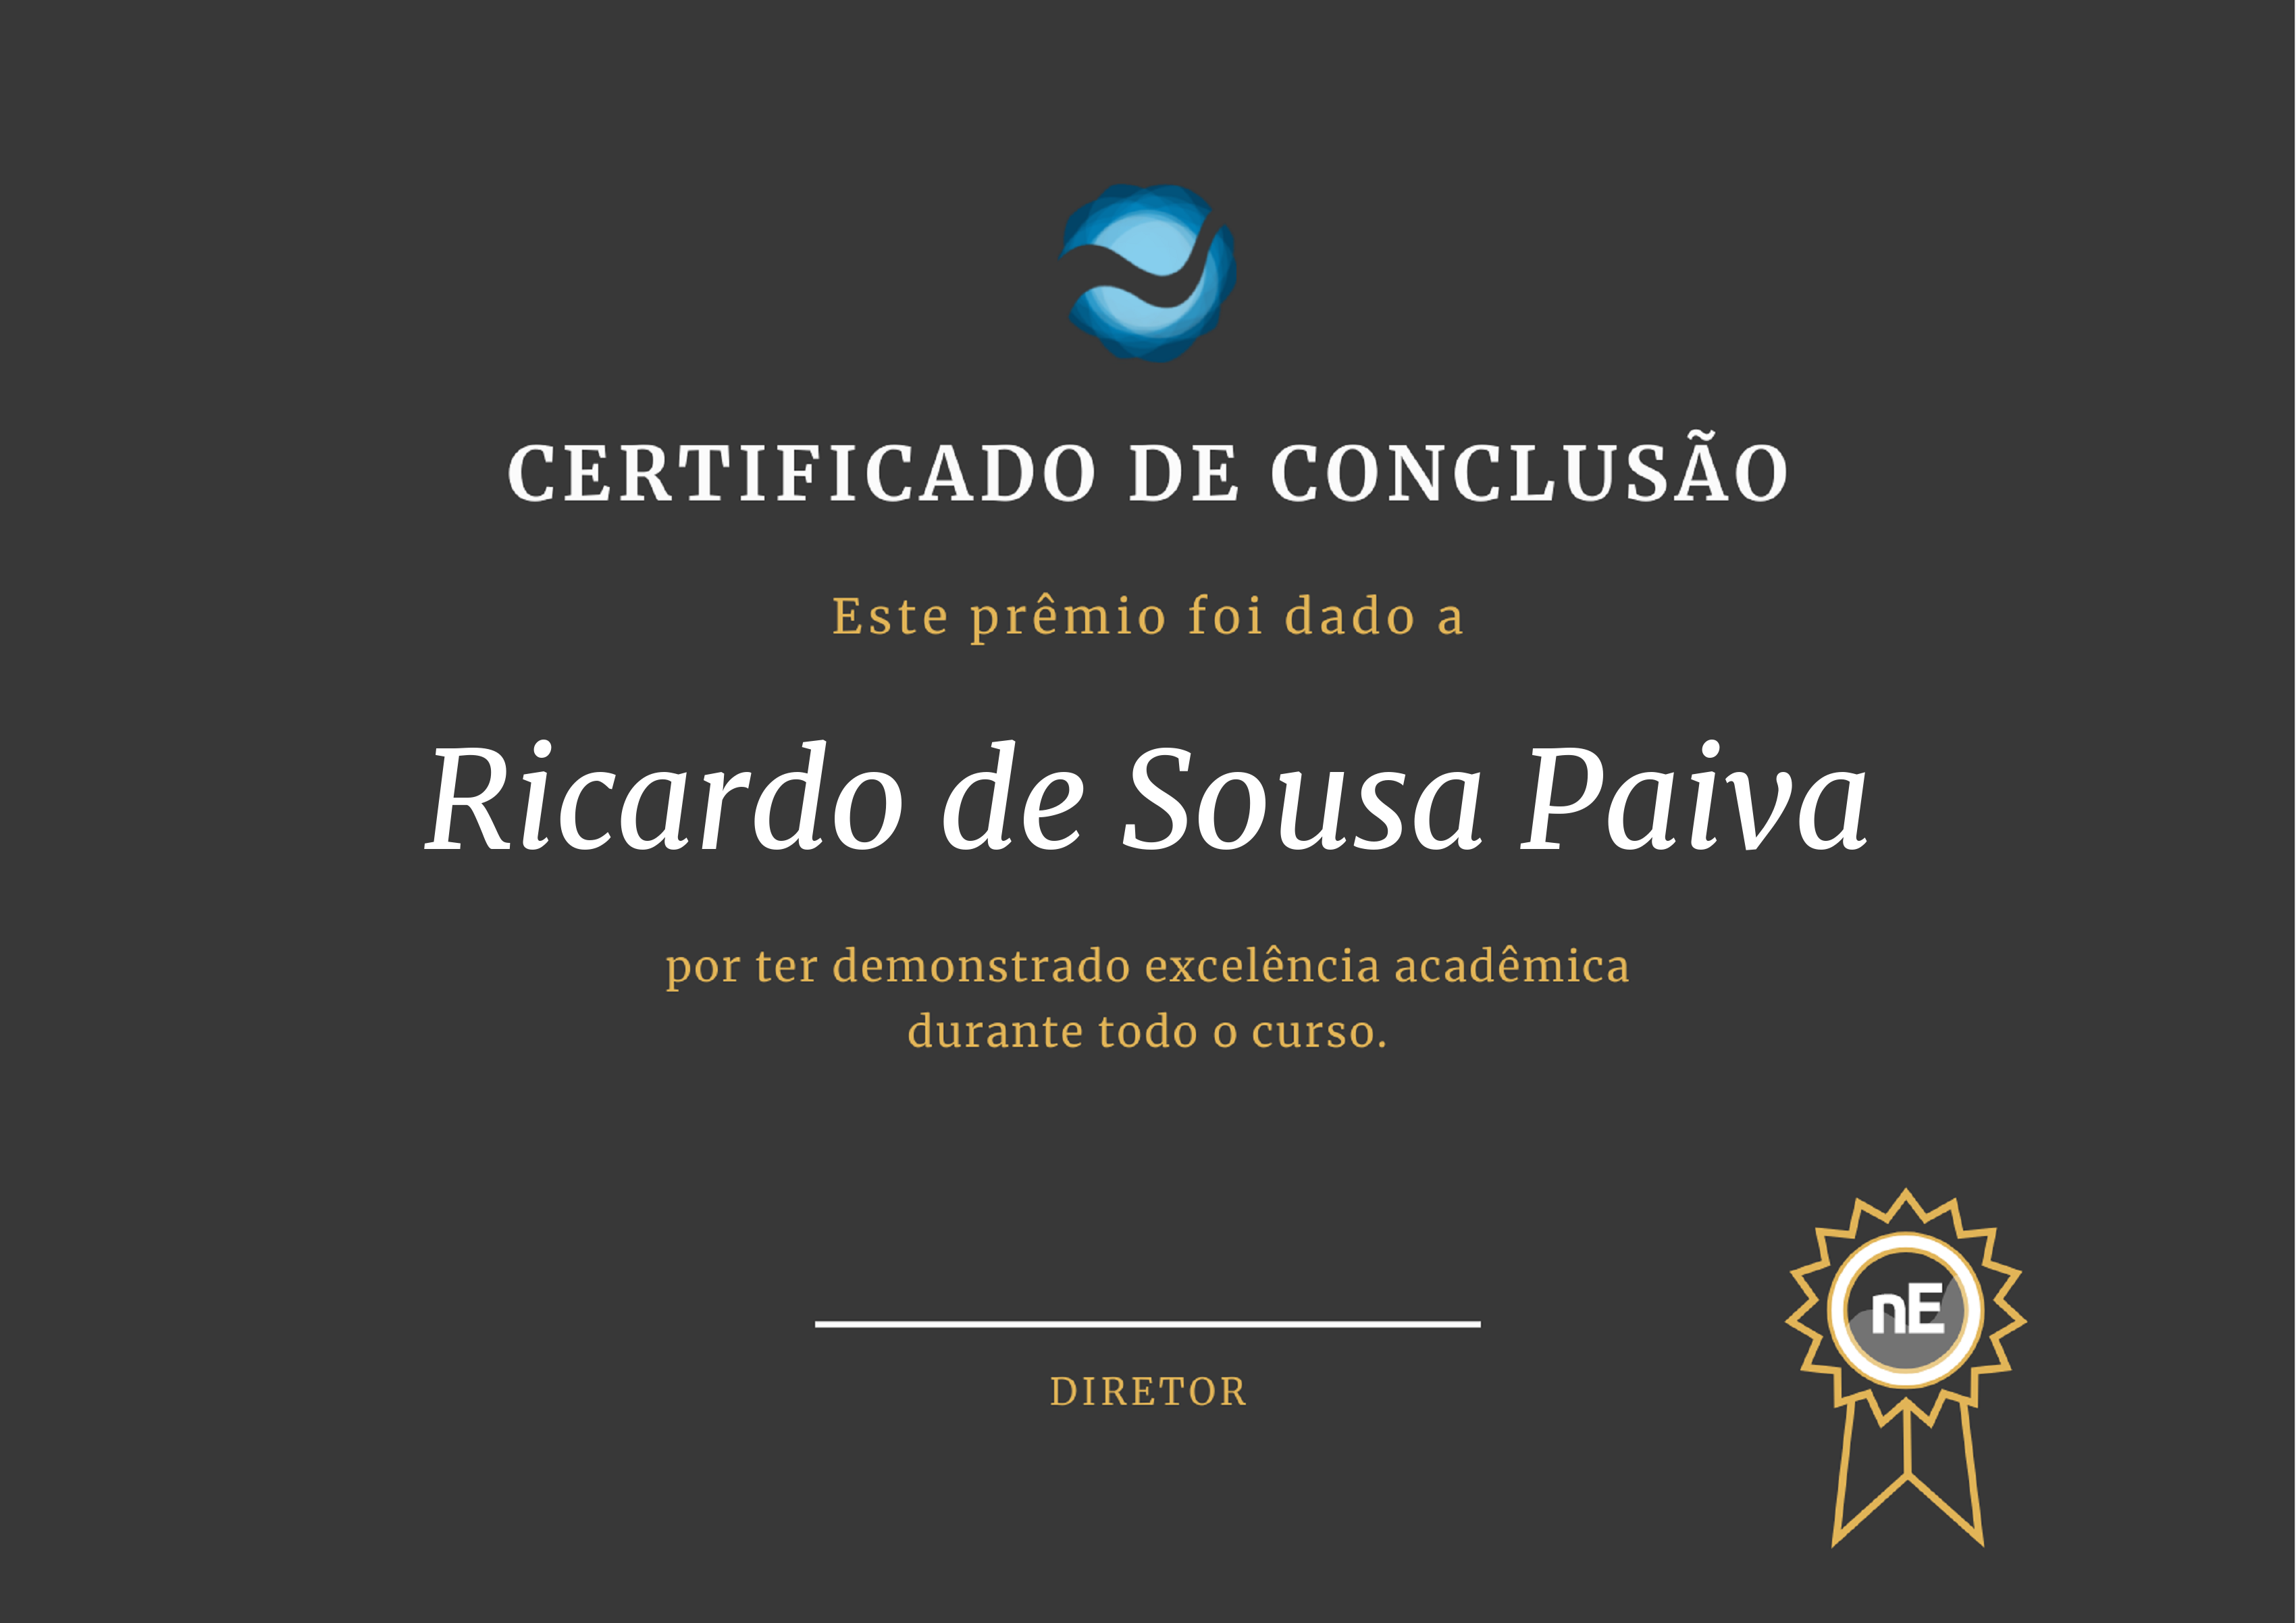 CERTIFICADO DE CONCLUSÃO
Este prêmio foi dado a
Ricardo de Sousa Paiva
por ter demonstrado excelência acadêmica
durante todo o curso.
nE
DIRETOR